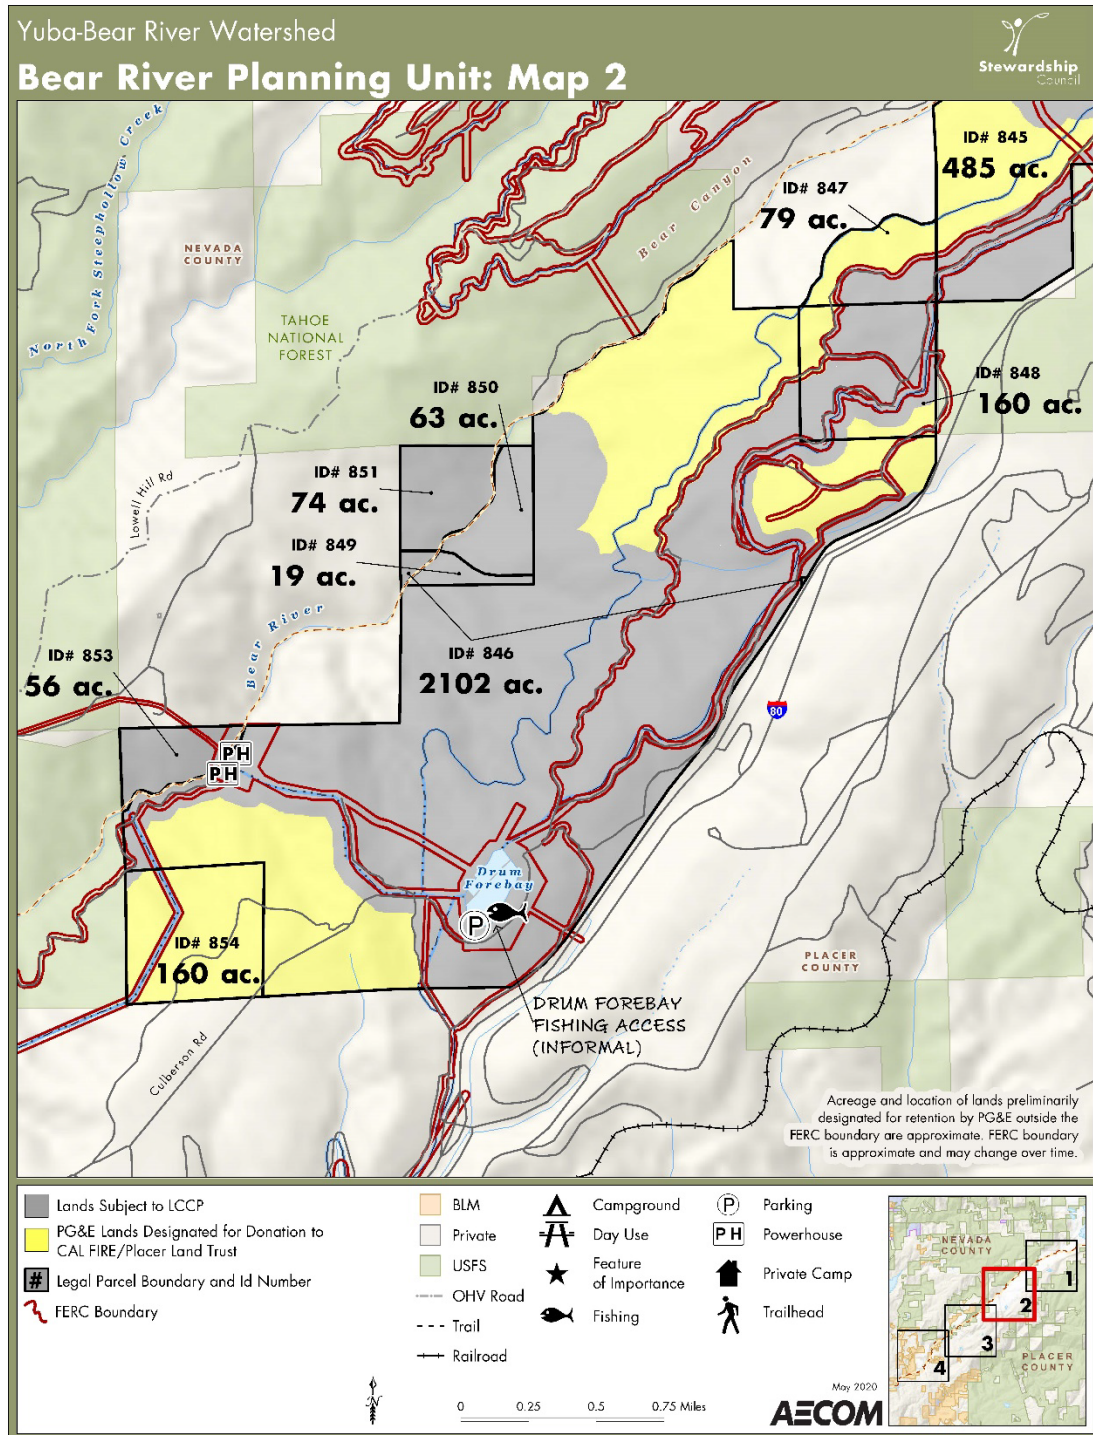 Yuba-Bear River Watershed
Bear River Planning Unit: Map 2
Stewardship
Council
North Fork Steephollow Creek
NEVADA
COUNTY
TAHOE
NATIONAL
FOREST
Bear Canyon
ID# 845
485 ac.
ID# 847
79 ac.
ID# 848
160 ac.
ID# 850
63 ac.
ID# 851
74 ac.
ID# 849
19 ac.
Lowell Hill Rd
Bear River
ID# 846
2102 ac.
ID# 853
56 ac.
80
PH
PH
Drum
Forebay
P
ID# 854
160 ac.
PLACER
COUNTY
DRUM FOREBAY
FISHING ACCESS
(INFORMAL)
Culberson Rd
Acreage and location of lands preliminarily
designated for retention by PG&E outside the
FERC boundary are approximate. FERC boundary
is approximate and may change over time.
Lands Subject to LCCP
PG&E Lands Designated for Donation to
CAL FIRE/Placer Land Trust
# Legal Parcel Boundary and Id Number
FERC Boundary
BLM
Private
USFS
OHV Road
Trail
Railroad
Campground
Day Use
Feature
of Importance
Fishing
P Parking
PH Powerhouse
Private Camp
Trailhead
N
0 0.25 0.5 0.75 Miles
May 2020
AECOM
NEVADA
COUNTY
1
2
3
4
PLACER
COUNTY